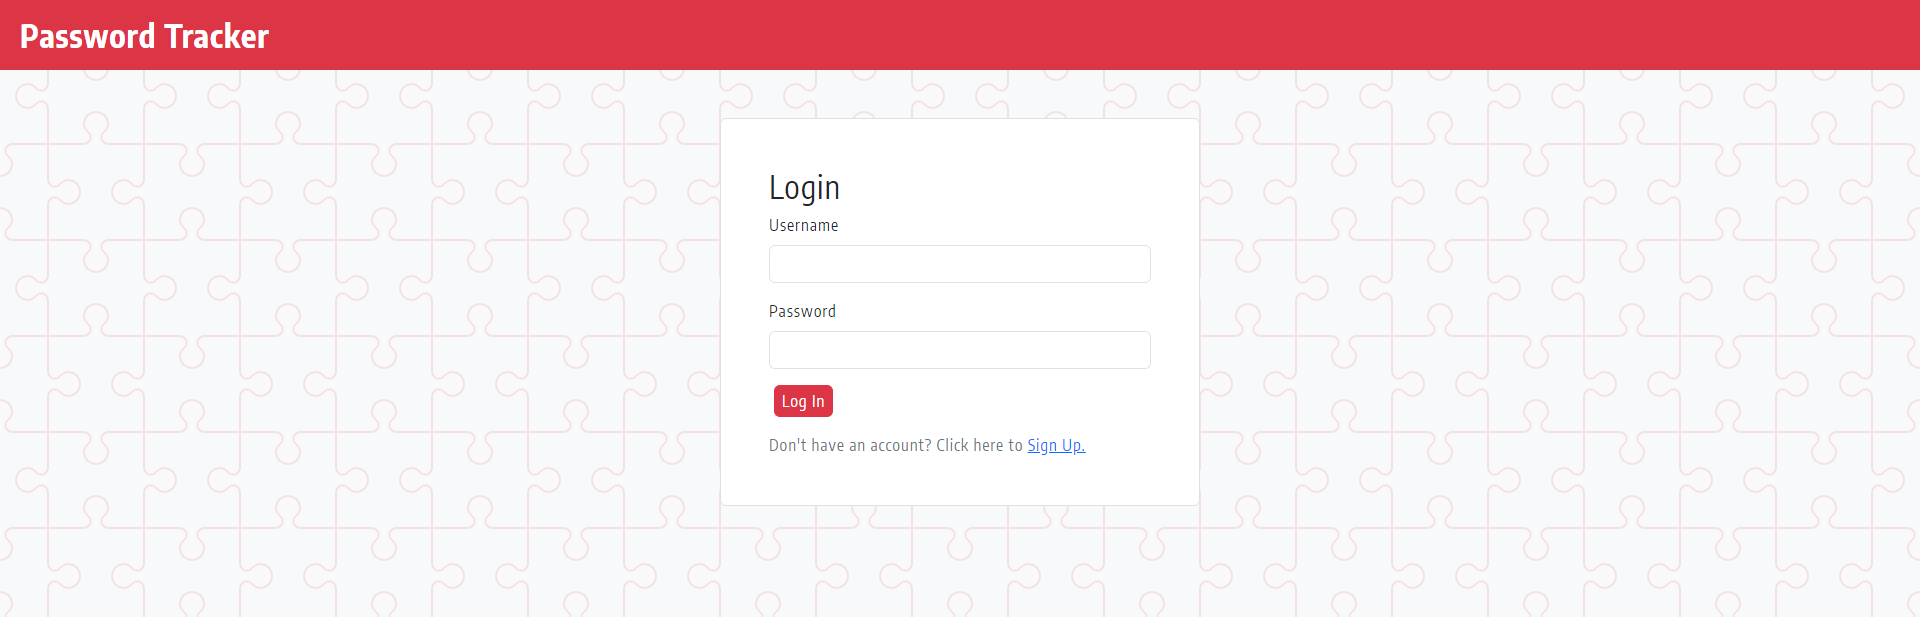 Password Tracker
Login
Username
Password
Log In
Don't have an account? Click here to Sign Up.